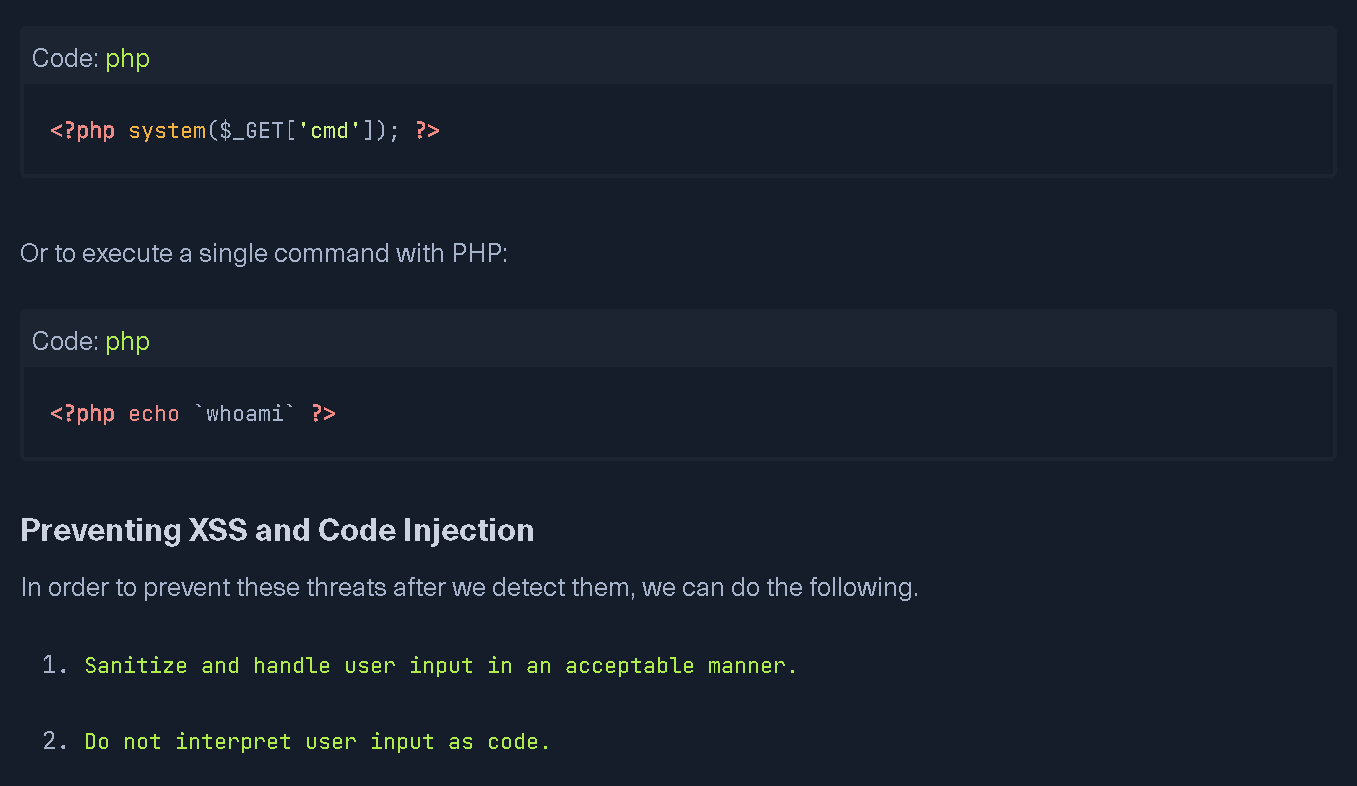 Code: php
<?php system($_GET['cmd']); ?>
Or to execute a single command with PHP:
Code: php
<?php echo `whoami` ?>
Preventing XSS and Code Injection
In order to prevent these threats after we detect them, we can do the following.
1. Sanitize and handle user input in an acceptable manner.
2. Do not interpret user input as code.